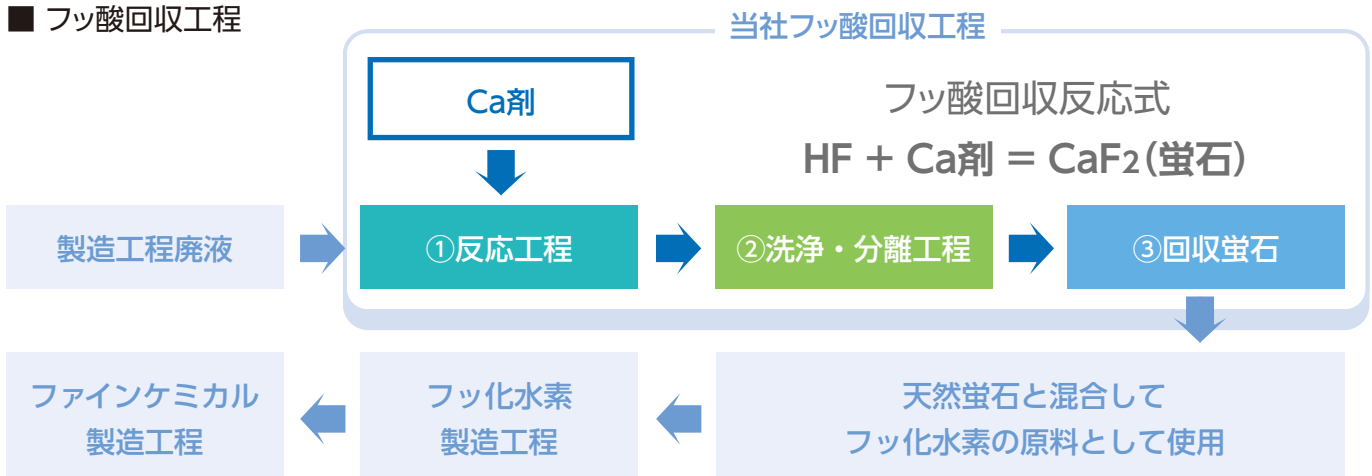 ■ フッ酸回収工程
当社フッ酸回収工程
Ca剤
フッ酸回収反応式
HF + Ca剤 = CaF2(蛍石)
製造工程廃液
①反応工程
②洗浄・分離工程
③回収蛍石
ファインケミカル
製造工程
フッ化水素
製造工程
天然蛍石と混合して
フッ化水素の原料として使用